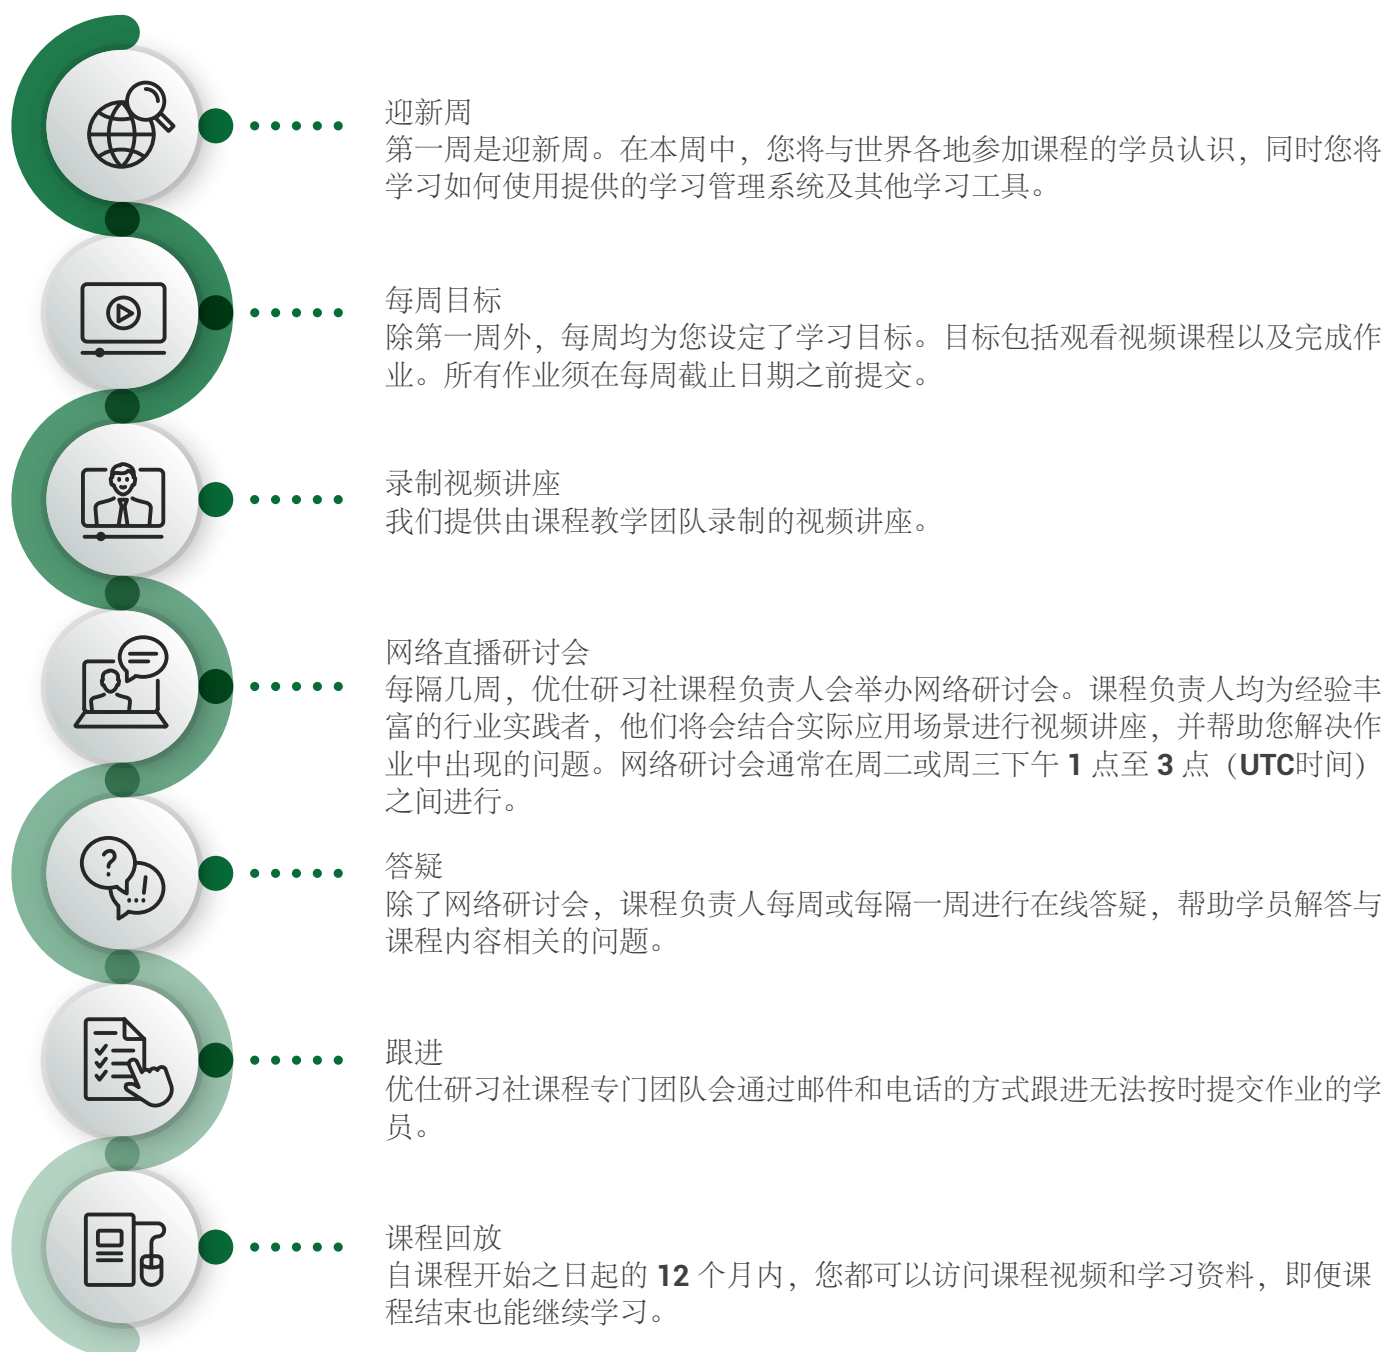 迎新周
第一周是迎新周。在本周中，您将与世界各地参加课程的学员认识，同时您将
学习如何使用提供的学习管理系统及其他学习工具。
每周目标
除第一周外，每周均为您设定了学习目标。目标包括观看视频课程以及完成作
业。所有作业须在每周截止日期之前提交。
录制视频讲座
我们提供由课程教学团队录制的视频讲座。
网络直播研讨会
每隔几周，优仕研习社课程负责人会举办网络研讨会。课程负责人均为经验丰
富的行业实践者，他们将会结合实际应用场景进行视频讲座，并帮助您解决作
业中出现的问题。网络研讨会通常在周二或周三下午 1 点至 3 点（UTC时间）
之间进行。
答疑
除了网络研讨会，课程负责人每周或每隔一周进行在线答疑，帮助学员解答与
课程内容相关的问题。
跟进
优仕研习社课程专门团队会通过邮件和电话的方式跟进无法按时提交作业的学
员。
课程回放
自课程开始之日起的 12 个月内，您都可以访问课程视频和学习资料，即便课
程结束也能继续学习。